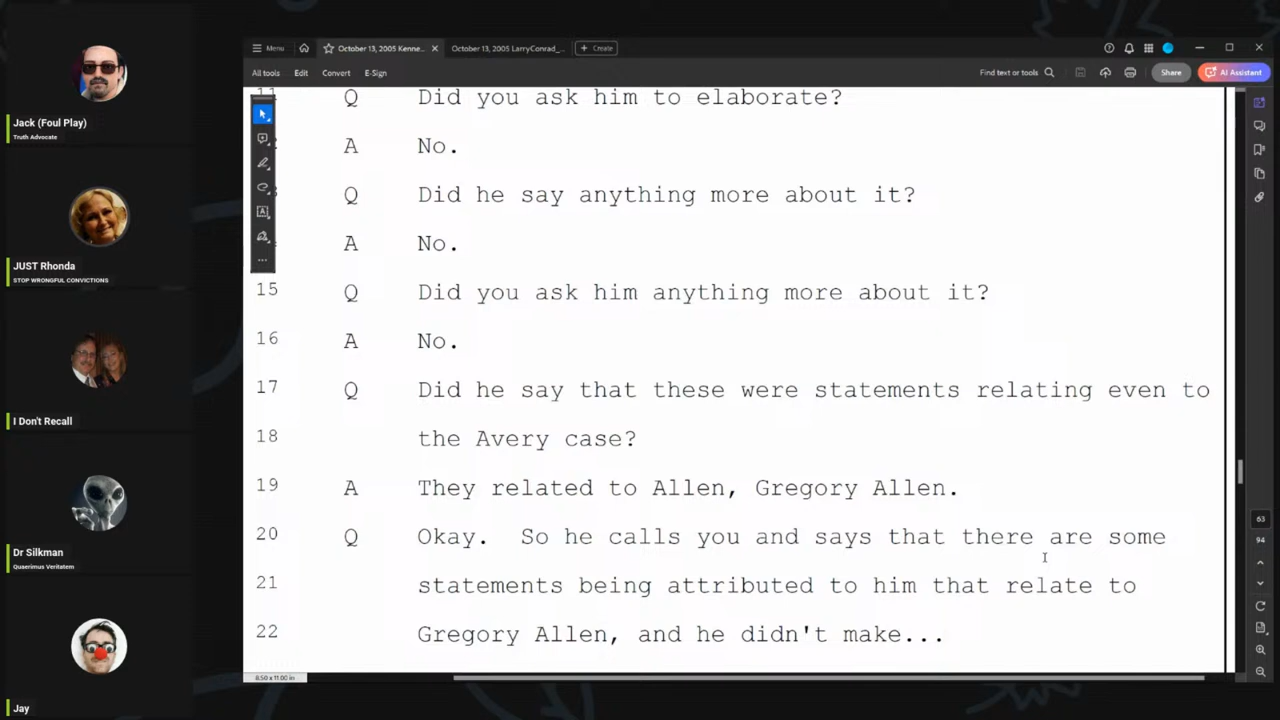 Jack (Foul Play)
Truth Advocate
JUST Rhonda
STOP WRONGFUL CONVICTIONS
I Don't Recall
Dr Silkman
Quaerimus Veritatem
Jay
Menu
October 13, 2005 Kenne...
October 13, 2005 LarryConrad_...
+ Create
All tools Edit Convert E-Sign
Find text or tools
Share
AI Assistant
11 Q Did you ask him to elaborate?
A No.
Q Did he say anything more about it?
A No.
15 Q Did you ask him anything more about it?
16 A No.
17 Q Did he say that these were statements relating even to
18 the Avery case?
19 A They related to Allen, Gregory Allen.
20 Q Okay. So he calls you and says that there are some
21 statements being attributed to him that relate to
22 Gregory Allen, and he didn't make...
63
94
8.50 x 11.00 in